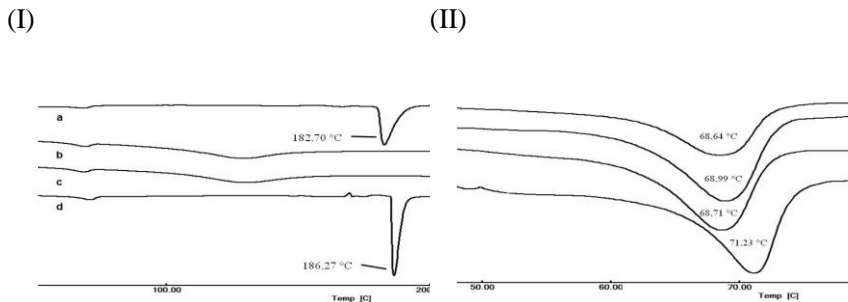 (I)
(II)
a
182,70 °C
b
c
d
186,27 °C
100.00
200
Temp [C]
68,64 °C
68,99 °C
68,71 °C
71,23 °C
50.00
60.00
70.00
Temp [C]